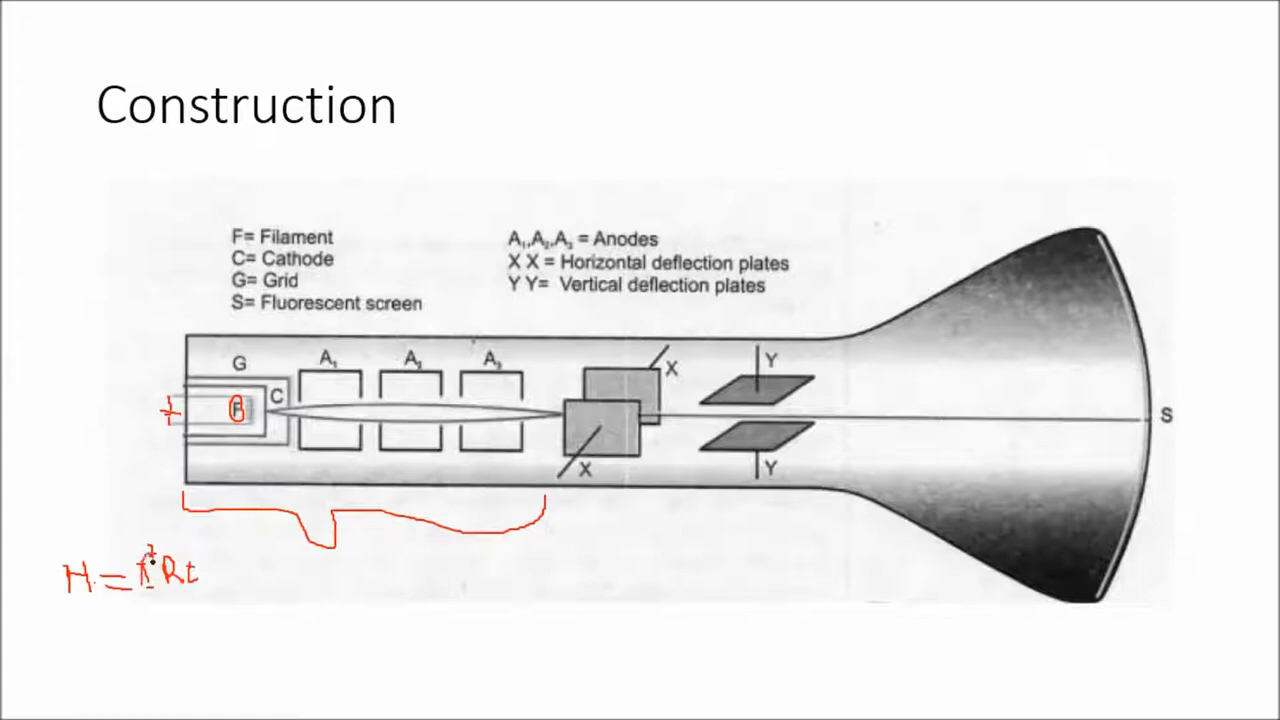 Construction
F= Filament
C= Cathode
G= Grid
S= Fluorescent screen
A₁,A₂,A₃ = Anodes
X X = Horizontal deflection plates
Y Y= Vertical deflection plates
G
A₁
A₂
A₃
X
Y
C
F
S
X
Y
H = I²Rt